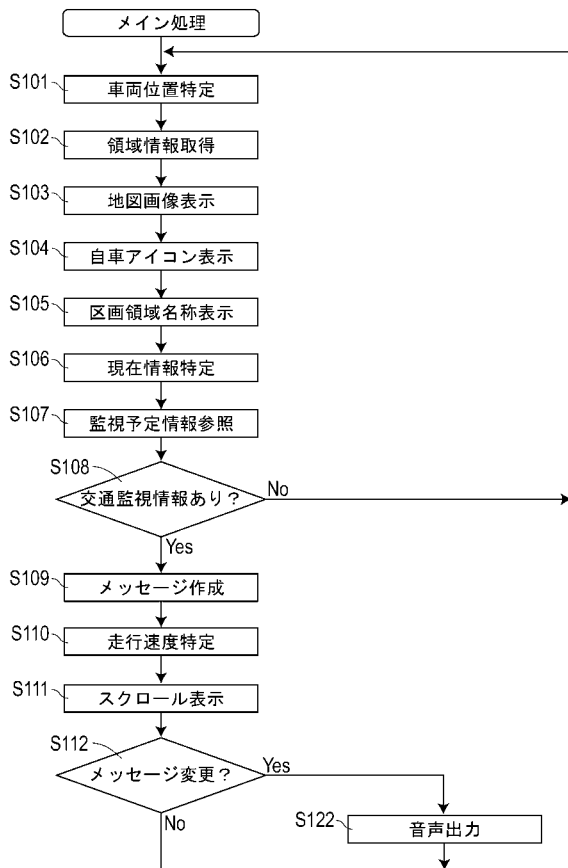 メイン処理
S101
車両位置特定
S102
領域情報取得
S103
地図画像表示
S104
自車アイコン表示
S105
区画領域名称表示
S106
現在情報特定
S107
監視予定情報参照
S108
交通監視情報あり?
No
Yes
S109
メッセージ作成
S110
走行速度特定
S111
スクロール表示
S112
メッセージ変更?
Yes
No
S122
音声出力